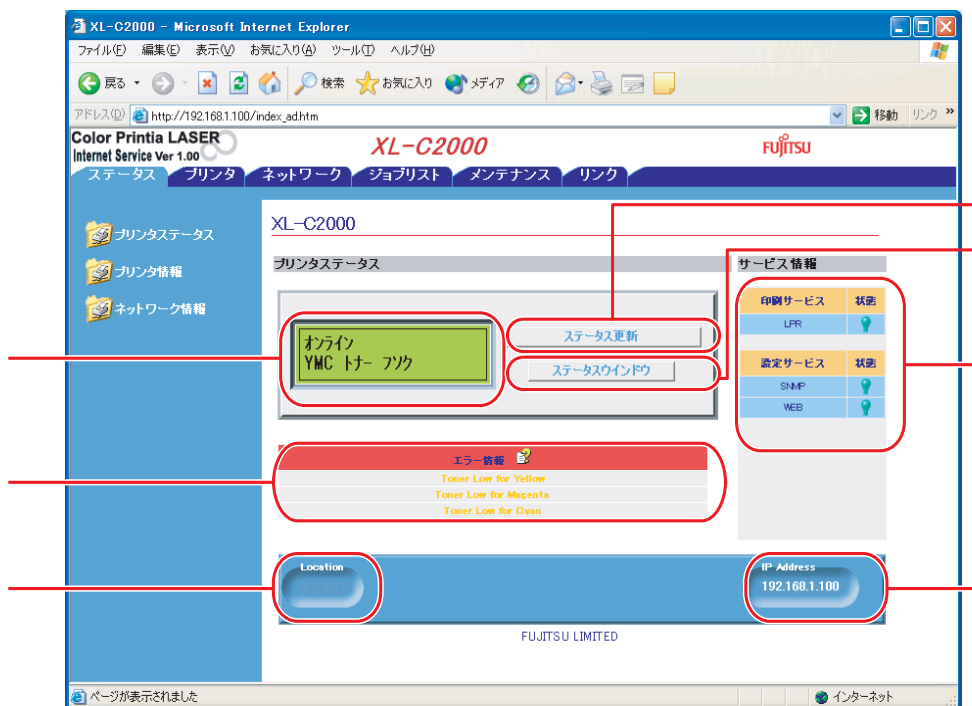 XL-C2000 - Microsoft Internet Explorer
ファイル(F) 編集(E) 表示(V) お気に入り(A) ツール(T) ヘルプ(H)
戻る 検索 お気に入り メディア
アドレス(D) http://192.168.1.100/index_ad.htm 移動 リンク »
Color Printia LASER
Internet Service Ver 1.00
XL-C2000
FUJITSU
ステータス プリンタ ネットワーク ジョブリスト メンテナンス リンク
プリンタステータス
プリンタ情報
ネットワーク情報
XL-C2000
プリンタステータス
オンライン
YMC トナー フソク
ステータス更新
ステータスウインドウ
サービス情報
印刷サービス 状態
LPR
設定サービス 状態
SNMP
WEB
エラー情報
Toner Low for Yellow
Toner Low for Magenta
Toner Low for Cyan
Location
IP Address
192.168.1.100
FUJITSU LIMITED
ページが表示されました
インターネット